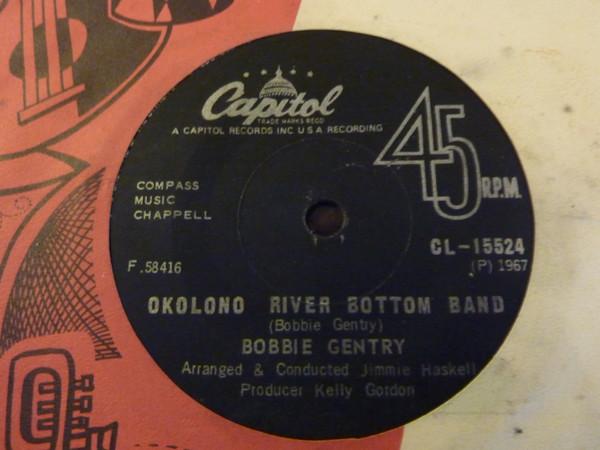 Capitol
TRADE MARKS REGD
A CAPITOL RECORDS INC. U S A RECORDING
45
R.P.M.
COMPASS
MUSIC
CHAPPELL
CL-15524
F.58416
(P) 1967
OKOLONO RIVER BOTTOM BAND
(Bobbie Gentry)
BOBBIE GENTRY
Arranged & Conducted Jimmie Haskell
Producer Kelly Gordon